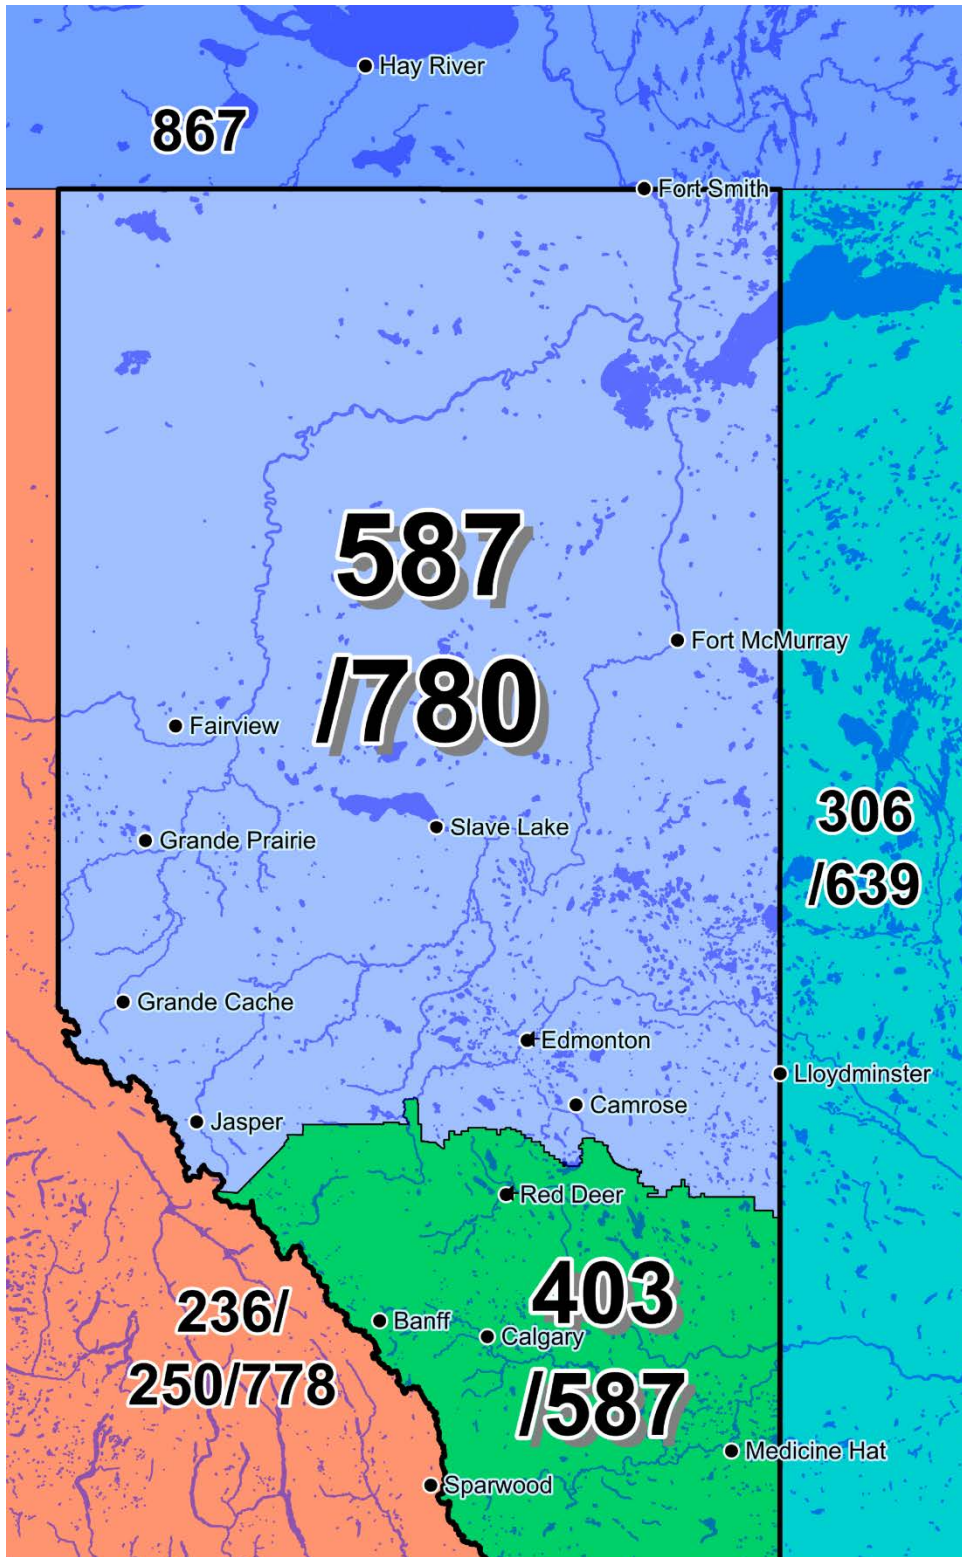 Hay River
867
Fort Smith
587
/780
Fort McMurray
Fairview
306
/639
Slave Lake
Grande Prairie
Grande Cache
Edmonton
Lloydminster
Camrose
Jasper
Red Deer
403
/587
236/
250/778
Banff
Calgary
Medicine Hat
Sparwood